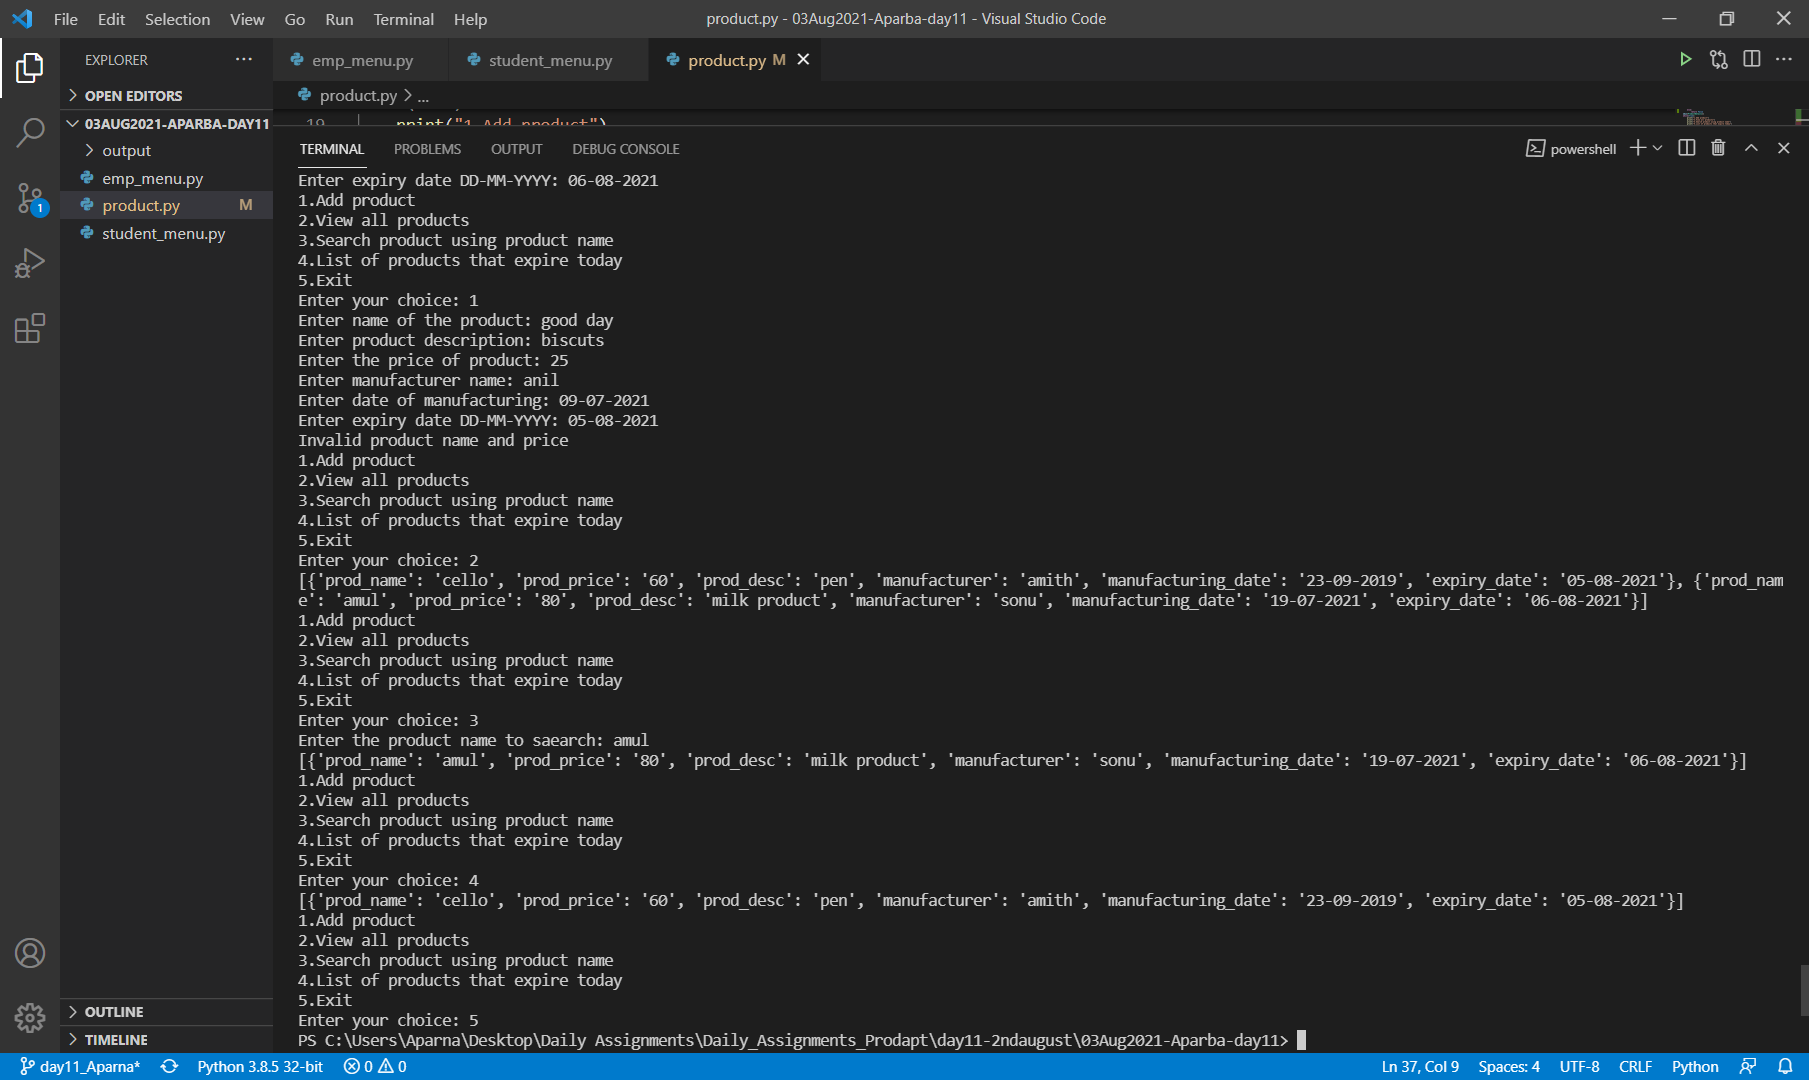 File Edit Selection View Go Run Terminal Help
product.py - 03Aug2021-Aparba-day11 - Visual Studio Code
EXPLORER ···
emp_menu.py student_menu.py product.py M
OPEN EDITORS
03AUG2021-APARBA-DAY11
output
emp_menu.py
product.py M
student_menu.py
OUTLINE
TIMELINE
1
product.py > ...
19 print("1.Add product")
TERMINAL PROBLEMS OUTPUT DEBUG CONSOLE
powershell
Enter expiry date DD-MM-YYYY: 06-08-2021
1.Add product
2.View all products
3.Search product using product name
4.List of products that expire today
5.Exit
Enter your choice: 1
Enter name of the product: good day
Enter product description: biscuts
Enter the price of product: 25
Enter manufacturer name: anil
Enter date of manufacturing: 09-07-2021
Enter expiry date DD-MM-YYYY: 05-08-2021
Invalid product name and price
1.Add product
2.View all products
3.Search product using product name
4.List of products that expire today
5.Exit
Enter your choice: 2
[{'prod_name': 'cello', 'prod_price': '60', 'prod_desc': 'pen', 'manufacturer': 'amith', 'manufacturing_date': '23-09-2019', 'expiry_date': '05-08-2021'}, {'prod_nam
e': 'amul', 'prod_price': '80', 'prod_desc': 'milk product', 'manufacturer': 'sonu', 'manufacturing_date': '19-07-2021', 'expiry_date': '06-08-2021'}]
1.Add product
2.View all products
3.Search product using product name
4.List of products that expire today
5.Exit
Enter your choice: 3
Enter the product name to saearch: amul
[{'prod_name': 'amul', 'prod_price': '80', 'prod_desc': 'milk product', 'manufacturer': 'sonu', 'manufacturing_date': '19-07-2021', 'expiry_date': '06-08-2021'}]
1.Add product
2.View all products
3.Search product using product name
4.List of products that expire today
5.Exit
Enter your choice: 4
[{'prod_name': 'cello', 'prod_price': '60', 'prod_desc': 'pen', 'manufacturer': 'amith', 'manufacturing_date': '23-09-2019', 'expiry_date': '05-08-2021'}]
1.Add product
2.View all products
3.Search product using product name
4.List of products that expire today
5.Exit
Enter your choice: 5
PS C:\Users\Aparna\Desktop\Daily Assignments\Daily_Assignments_Prodapt\day11-2ndaugust\03Aug2021-Aparba-day11>
day11_Aparna* Python 3.8.5 32-bit 0 0 Ln 37, Col 9 Spaces: 4 UTF-8 CRLF Python